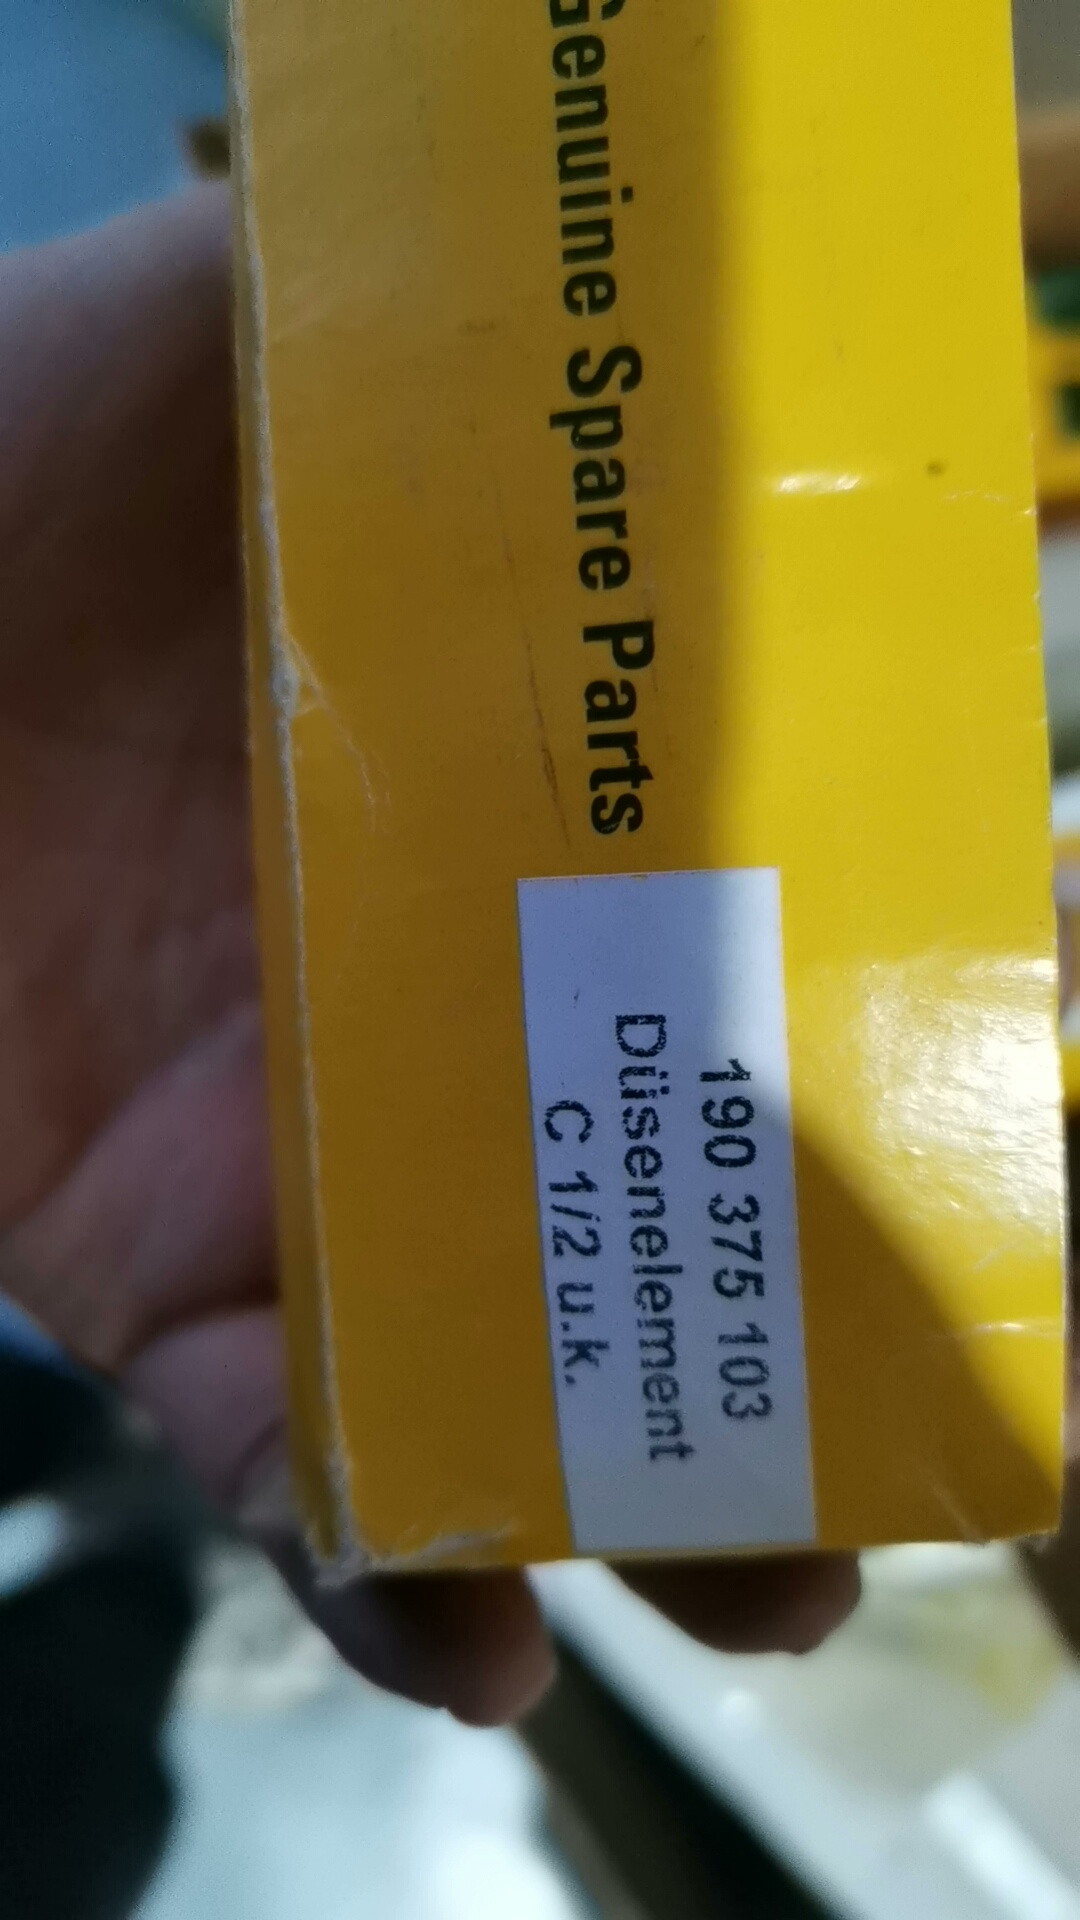 Genuine Spare Parts
190 375 103
Düsenelement
C 1/2 u.k.